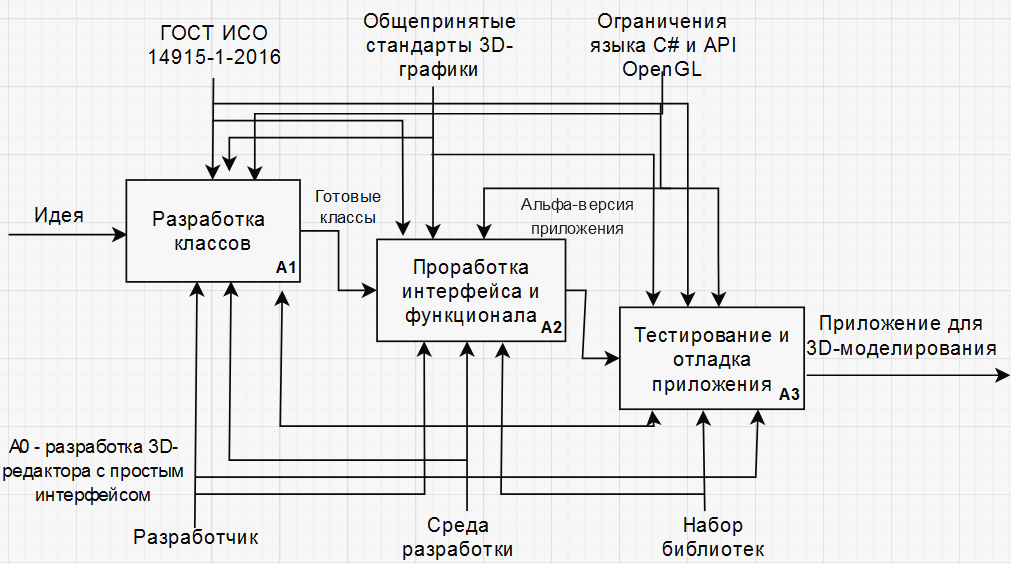 ГОСТ ИСО
14915-1-2016
Общепринятые
стандарты 3D-
графики
Ограничения
языка C# и API
OpenGL
Идея
Разработка
классов
A1
Готовые
классы
Альфа-версия
приложения
Проработка
интерфейса и
функционала
A2
Тестирование и
отладка
приложения
A3
Приложение для
3D-моделирования
A0 - разработка 3D-
редактора с простым
интерфейсом
Разработчик
Среда
разработки
Набор
библиотек